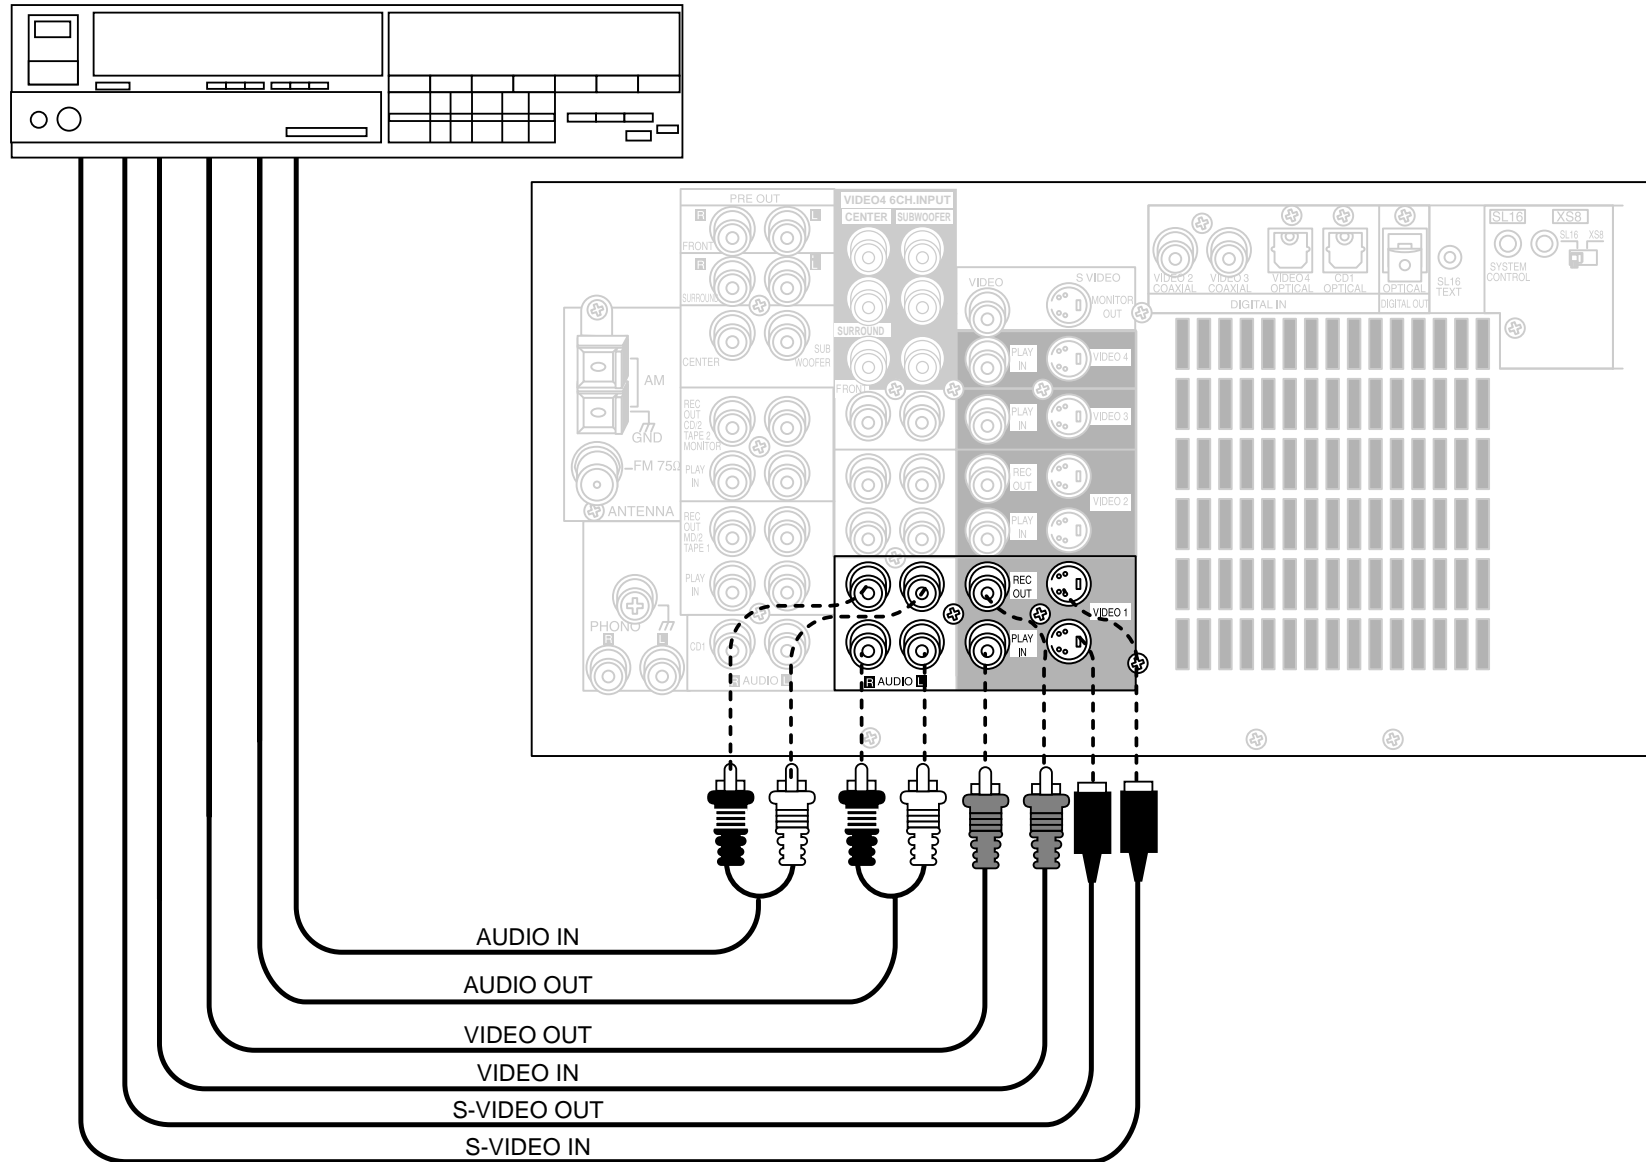 PRE OUT
R
L
FRONT
R
L
SURROUND
CENTER
SUB
WOOFER
VIDEO4 6CH.INPUT
CENTER
SUBWOOFER
SURROUND
FRONT
VIDEO
S VIDEO
MONITOR
OUT
PLAY
IN
VIDEO 4
PLAY
IN
VIDEO 3
REC
OUT
VIDEO 2
PLAY
IN
REC
OUT
VIDEO 1
PLAY
IN
R AUDIO L
VIDEO 2
COAXIAL
VIDEO 3
COAXIAL
VIDEO 4
OPTICAL
CD1
OPTICAL
OPTICAL
DIGITAL IN
DIGITAL OUT
SL16
TEXT
SL16
XS8
SL16
XS8
SYSTEM
CONTROL
AM
GND
FM 75Ω
ANTENNA
REC
OUT
CD/2
TAPE 2
MONITOR
PLAY
IN
REC
OUT
MD/2
TAPE 1
PLAY
IN
PHONO
R
L
CD1
R AUDIO L
AUDIO IN
AUDIO OUT
VIDEO OUT
VIDEO IN
S-VIDEO OUT
S-VIDEO IN